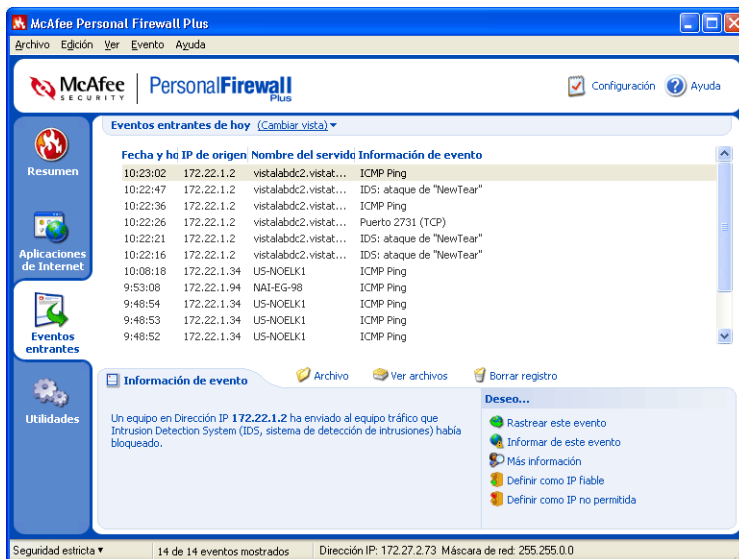 McAfee Personal Firewall Plus
Archivo Edición Ver Evento Ayuda
McAfee SECURITY PersonalFirewall Plus Configuración Ayuda
Eventos entrantes de hoy (Cambiar vista)
Fecha y ho IP de origen Nombre del servido Información de evento
10:23:02 172.22.1.2 vistalabdc2.vistat... ICMP Ping
10:22:47 172.22.1.2 vistalabdc2.vistat... IDS: ataque de "NewTear"
10:22:36 172.22.1.2 vistalabdc2.vistat... ICMP Ping
10:22:26 172.22.1.2 vistalabdc2.vistat... Puerto 2731 (TCP)
10:22:21 172.22.1.2 vistalabdc2.vistat... IDS: ataque de "NewTear"
10:22:16 172.22.1.2 vistalabdc2.vistat... IDS: ataque de "NewTear"
10:08:18 172.22.1.34 US-NOELK1 ICMP Ping
9:53:08 172.22.1.94 NAI-EG-98 ICMP Ping
9:48:54 172.22.1.34 US-NOELK1 ICMP Ping
9:48:53 172.22.1.34 US-NOELK1 ICMP Ping
9:48:52 172.22.1.34 US-NOELK1 ICMP Ping
Resumen
Aplicaciones
de Internet
Eventos
entrantes
Utilidades
Información de evento
Archivo Ver archivos Borrar registro
Un equipo en Dirección IP 172.22.1.2 ha enviado al equipo tráfico que
Intrusion Detection System (IDS, sistema de detección de intrusiones) había
bloqueado.
Deseo...
Rastrear este evento
Informar de este evento
Más información
Definir como IP fiable
Definir como IP no permitida
Seguridad estricta 14 de 14 eventos mostrados Dirección IP: 172.27.2.73 Máscara de red: 255.255.0.0